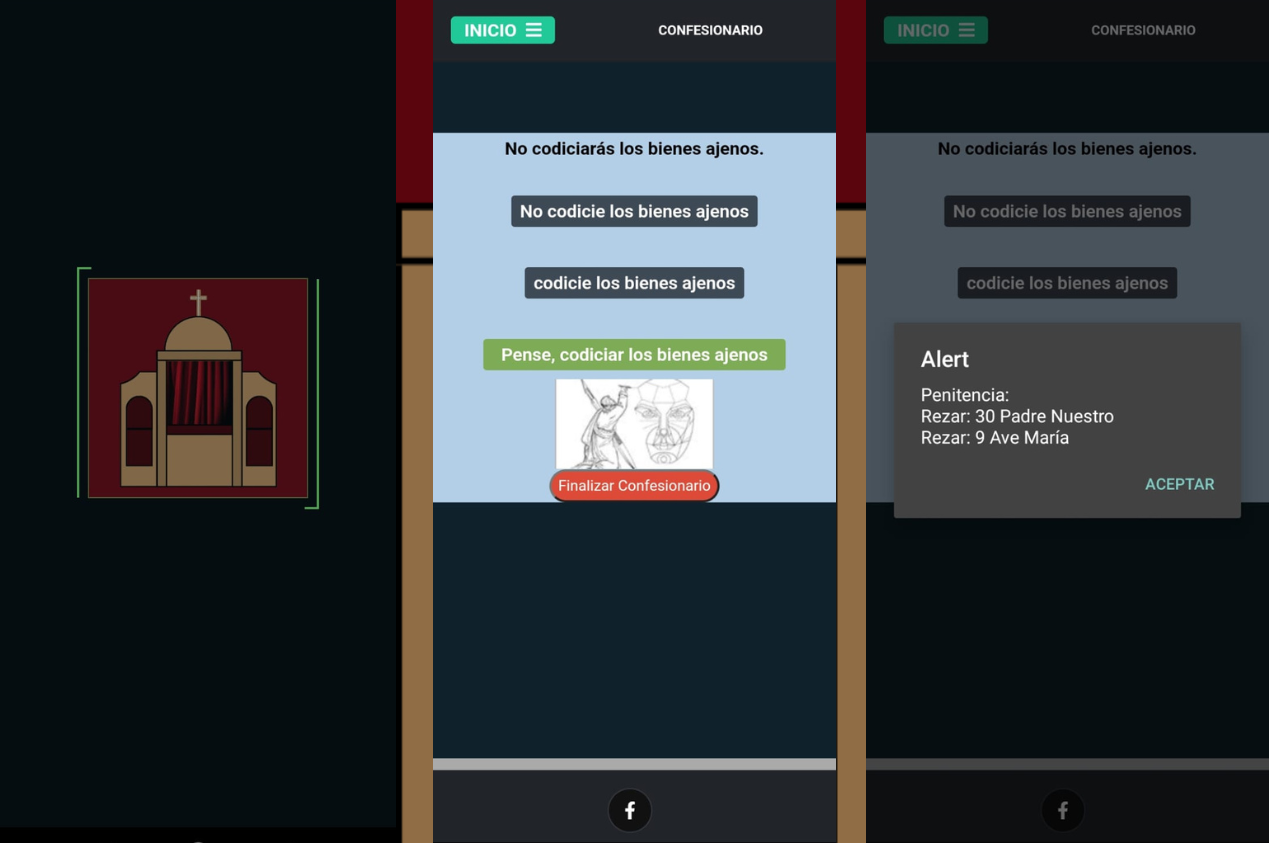 INICIO
CONFESIONARIO
No codiciarás los bienes ajenos.
No codicie los bienes ajenos
codicie los bienes ajenos
Pense, codiciar los bienes ajenos
Finalizar Confesionario
f
INICIO
CONFESIONARIO
No codiciarás los bienes ajenos.
No codicie los bienes ajenos
codicie los bienes ajenos
Alert
Penitencia:
Rezar: 30 Padre Nuestro
Rezar: 9 Ave María
ACEPTAR
f